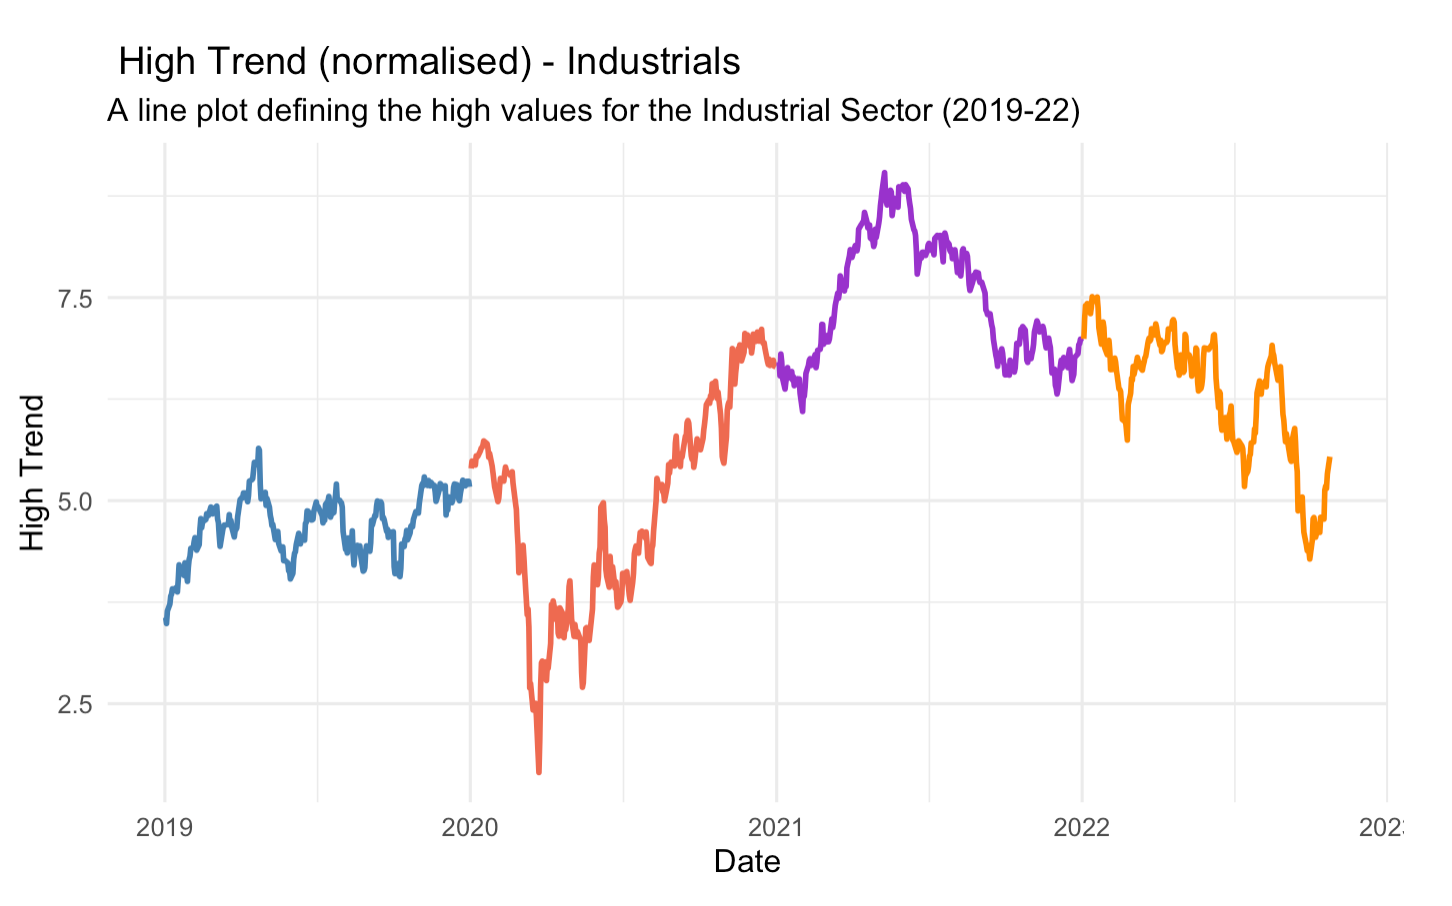 High Trend (normalised) - Industrials
A line plot defining the high values for the Industrial Sector (2019-22)
High Trend
7.5
5.0
2.5
2019 2020 2021 2022
Date